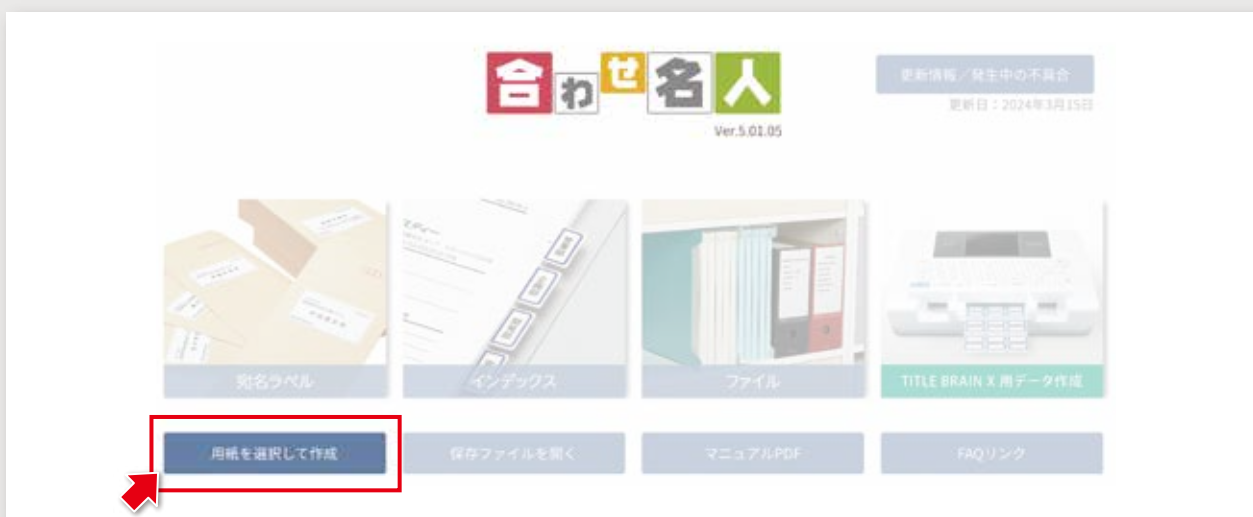 合わせ名人
更新情報／発生中の不具合
更新日：2024年3月15日
Ver.5.01.05
宛名ラベル
インデックス
ファイル
TITLE BRAIN X 用データ作成
用紙を選択して作成
保存ファイルを開く
マニュアルPDF
FAQリンク